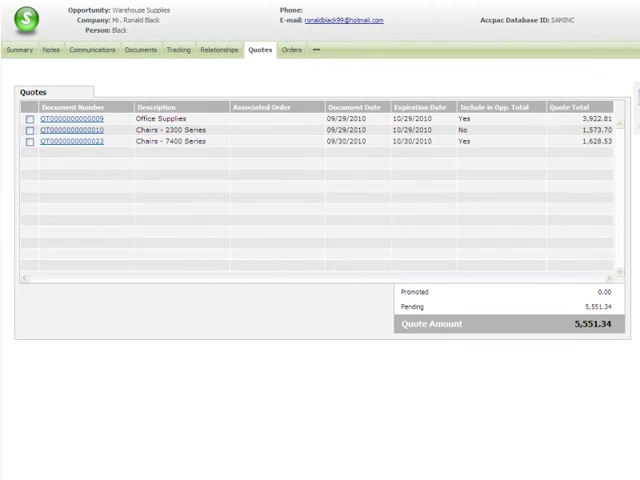 Opportunity: Warehouse Supplies
Company: Mr. Ronald Black
Person: Black
Phone:
E-mail: ronaldblack99@hotmail.com
Accpac Database ID: SAMINC
Summary Notes Communications Documents Tracking Relationships Quotes Orders •••
Quotes
Document Number Description Associated Order Document Date Expiration Date Include in Opp. Total Quote Total
QT0000000000009 Office Supplies 09/29/2010 10/29/2010 Yes 3,922.81
QT0000000000010 Chairs - 2300 Series 09/29/2010 10/29/2010 No 1,573.70
QT0000000000023 Chairs - 7400 Series 09/30/2010 10/30/2010 Yes 1,628.53
Promoted 0.00
Pending 5,551.34
Quote Amount 5,551.34